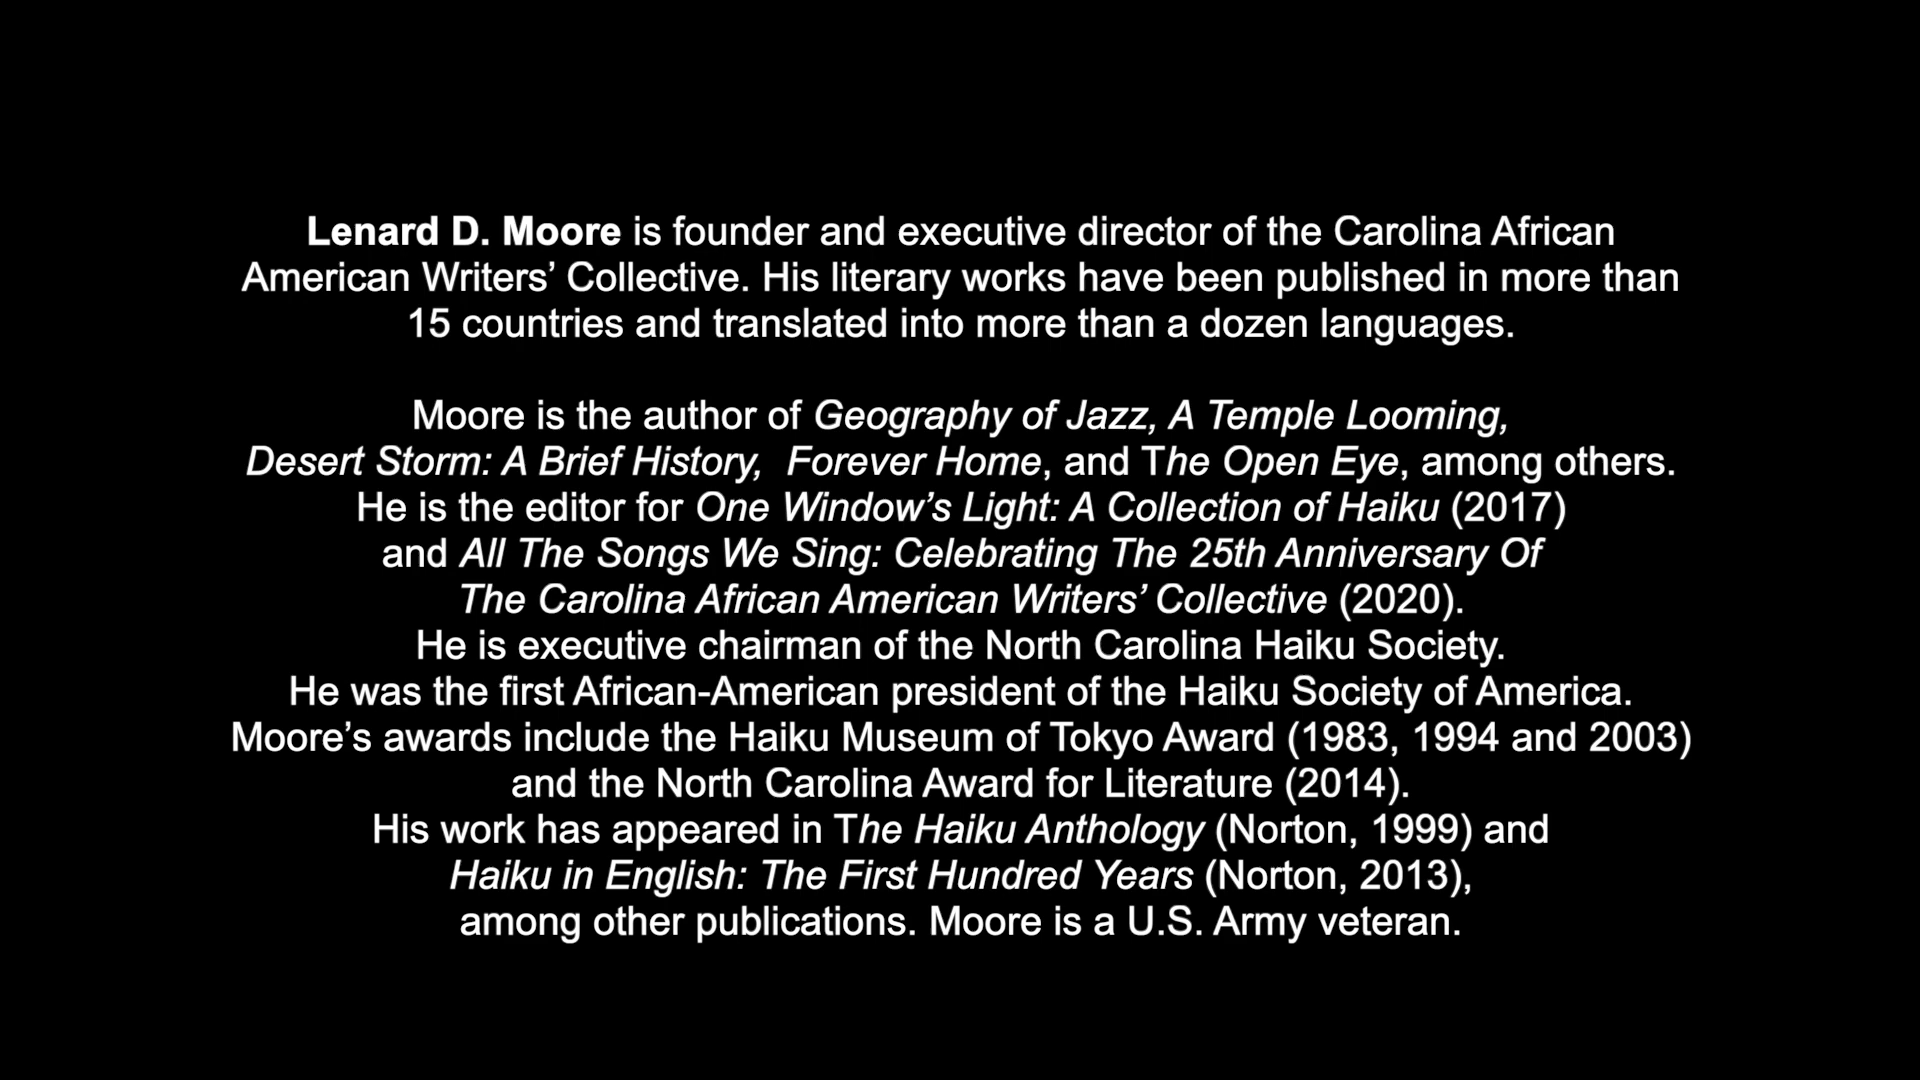 Lenard D. Moore is founder and executive director of the Carolina African
American Writers’ Collective. His literary works have been published in more than
15 countries and translated into more than a dozen languages.
Moore is the author of Geography of Jazz, A Temple Looming,
Desert Storm: A Brief History, Forever Home, and The Open Eye, among others.
He is the editor for One Window’s Light: A Collection of Haiku (2017)
and All The Songs We Sing: Celebrating The 25th Anniversary Of
The Carolina African American Writers’ Collective (2020).
He is executive chairman of the North Carolina Haiku Society.
He was the first African-American president of the Haiku Society of America.
Moore’s awards include the Haiku Museum of Tokyo Award (1983, 1994 and 2003)
and the North Carolina Award for Literature (2014).
His work has appeared in The Haiku Anthology (Norton, 1999) and
Haiku in English: The First Hundred Years (Norton, 2013),
among other publications. Moore is a U.S. Army veteran.